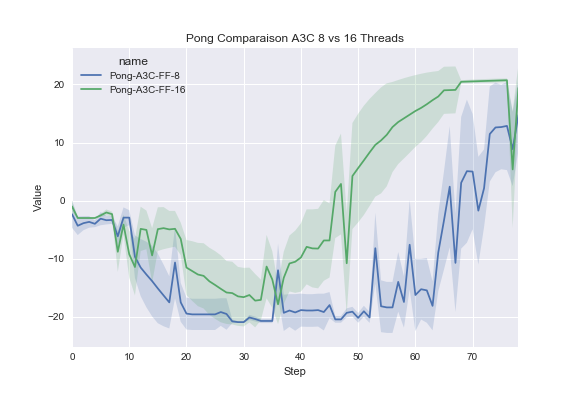 Pong Comparaison A3C 8 vs 16 Threads
name
Pong-A3C-FF-8
Pong-A3C-FF-16
20
10
0
−10
−20
Value
0 10 20 30 40 50 60 70
Step